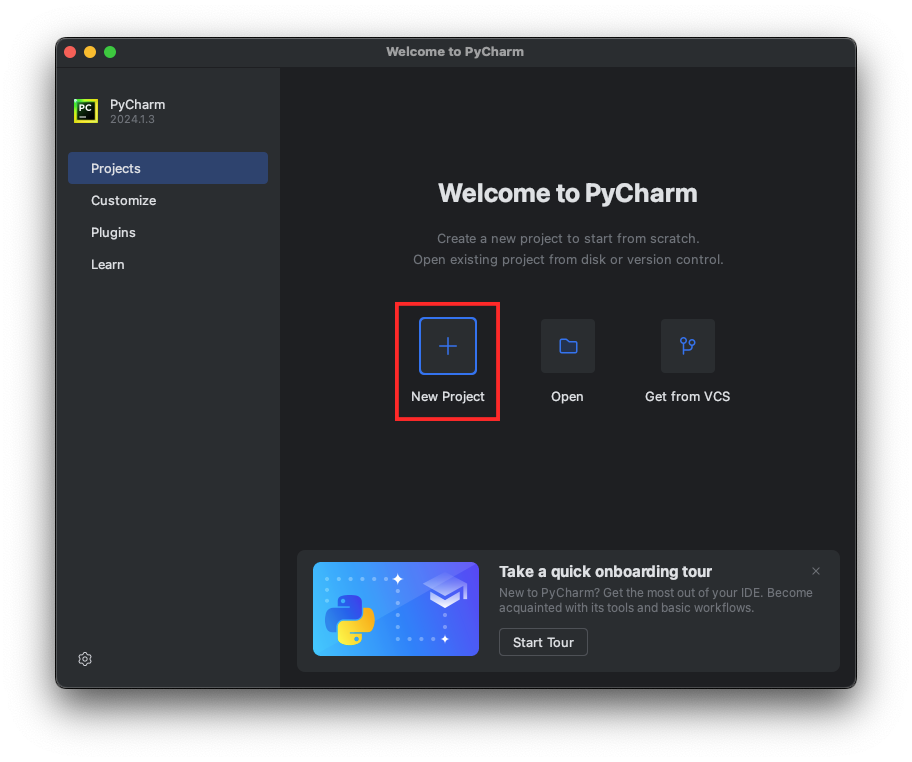 Welcome to PyCharm
PC
PyCharm
2024.1.3
Projects
Customize
Plugins
Learn
Welcome to PyCharm
Create a new project to start from scratch.
Open existing project from disk or version control.
New Project
Open
Get from VCS
Take a quick onboarding tour
New to PyCharm? Get the most out of your IDE. Become
acquainted with its tools and basic workflows.
Start Tour